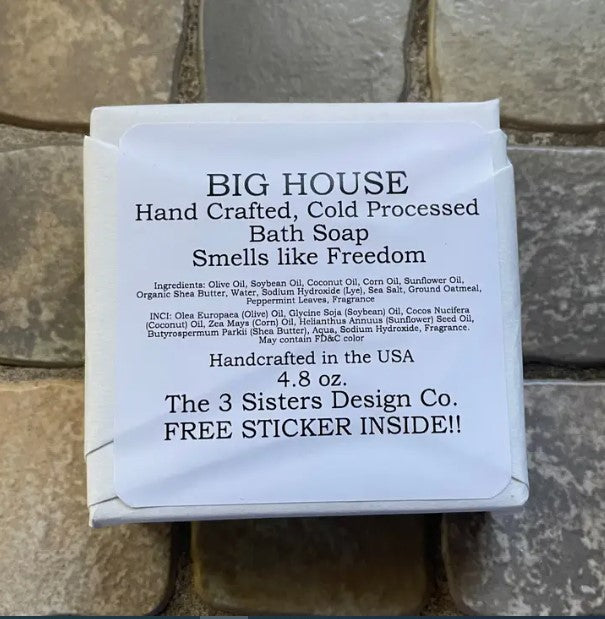 BIG HOUSE
Hand Crafted, Cold Processed
Bath Soap
Smells like Freedom
Ingredients: Olive Oil, Soybean Oil, Coconut Oil, Corn Oil, Sunflower Oil,
Organic Shea Butter, Water, Sodium Hydroxide (Lye), Sea Salt, Ground Oatmeal,
Peppermint Leaves, Fragrance
INCI: Olea Europaea (Olive) Oil, Glycine Soja (Soybean) Oil, Cocos Nucifera
(Coconut) Oil, Zea Mays (Corn) Oil, Helianthus Annuus (Sunflower) Seed Oil,
Butyrospermum Parkii (Shea Butter), Aqua, Sodium Hydroxide, Fragrance.
May contain FD&C color
Handcrafted in the USA
4.8 oz.
The 3 Sisters Design Co.
FREE STICKER INSIDE!!